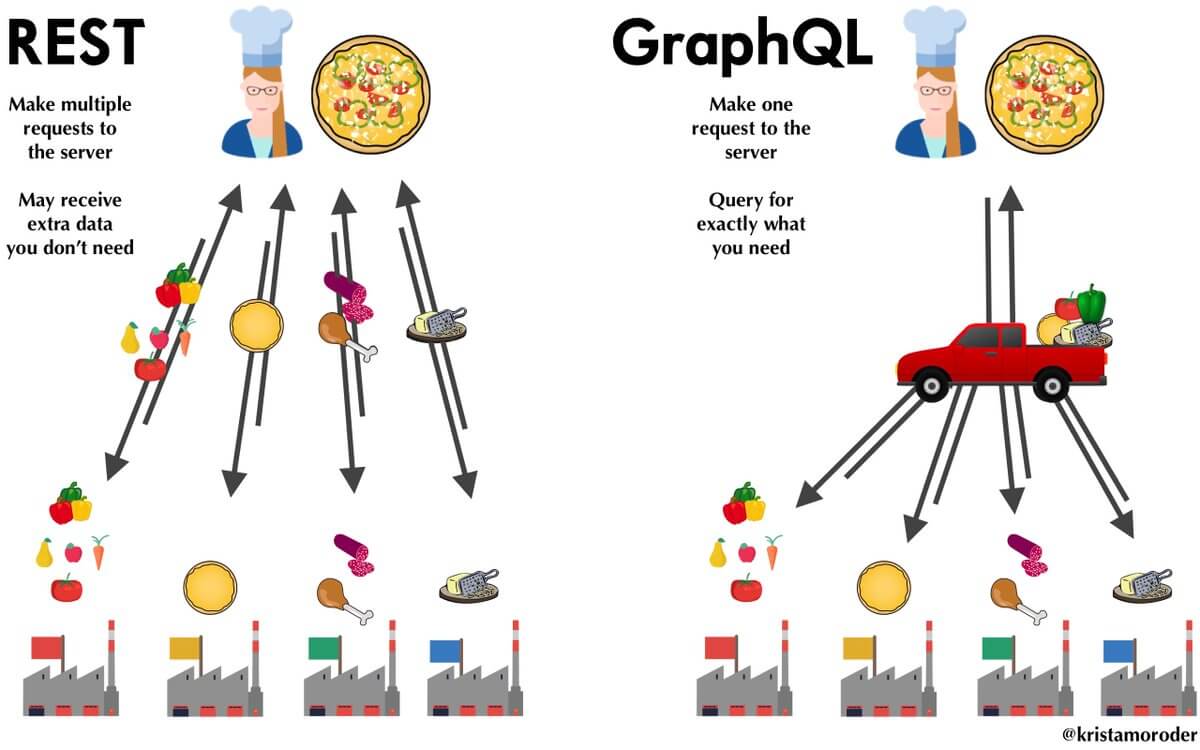 REST
Make multiple
requests to
the server
May receive
extra data
you don’t need
GraphQL
Make one
request to the
server
Query for
exactly what
you need
@kristamoroder